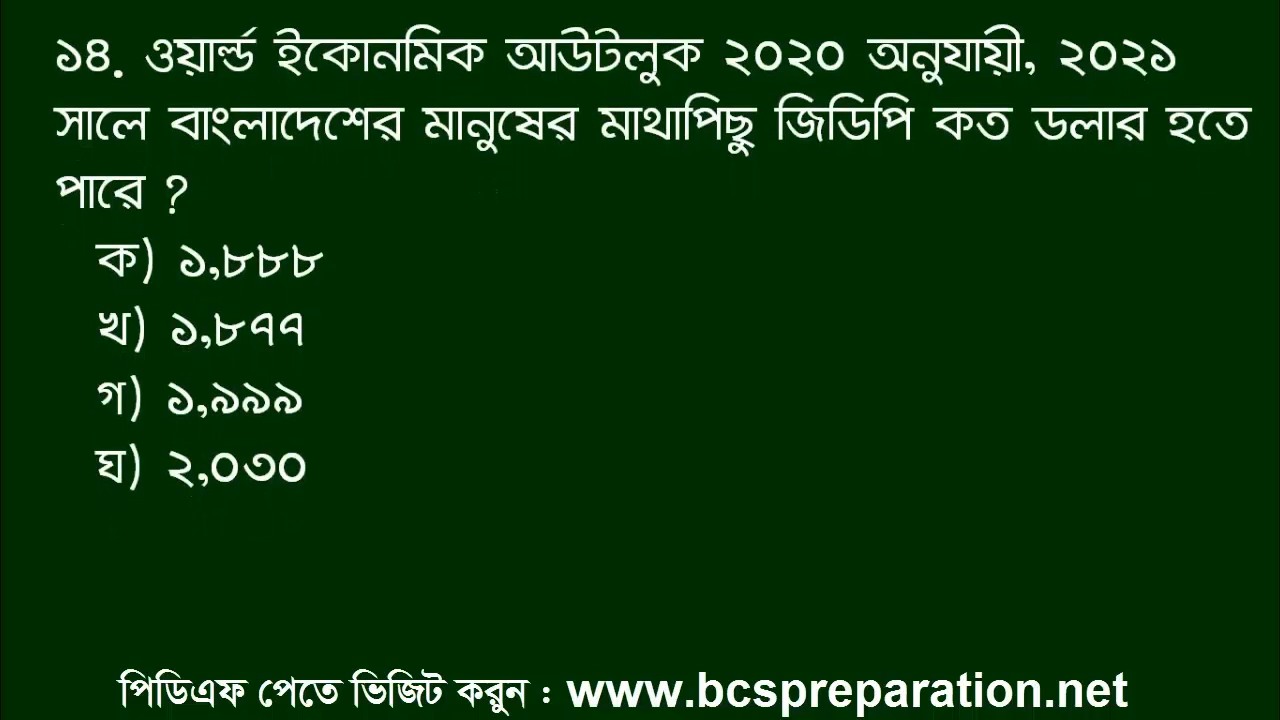 ১৪. ওয়ার্ল্ড ইকোনমিক আউটলুক ২০২০ অনুযায়ী, ২০২১
সালে বাংলাদেশের মানুষের মাথাপিছু জিডিপি কত ডলার হতে
পারে ?
ক) ১,৮৮৮
খ) ১,৮৭৭
গ) ১,৯৯৯
ঘ) ২,০৩০
পিডিএফ পেতে ভিজিট করুন : www.bcspreparation.net